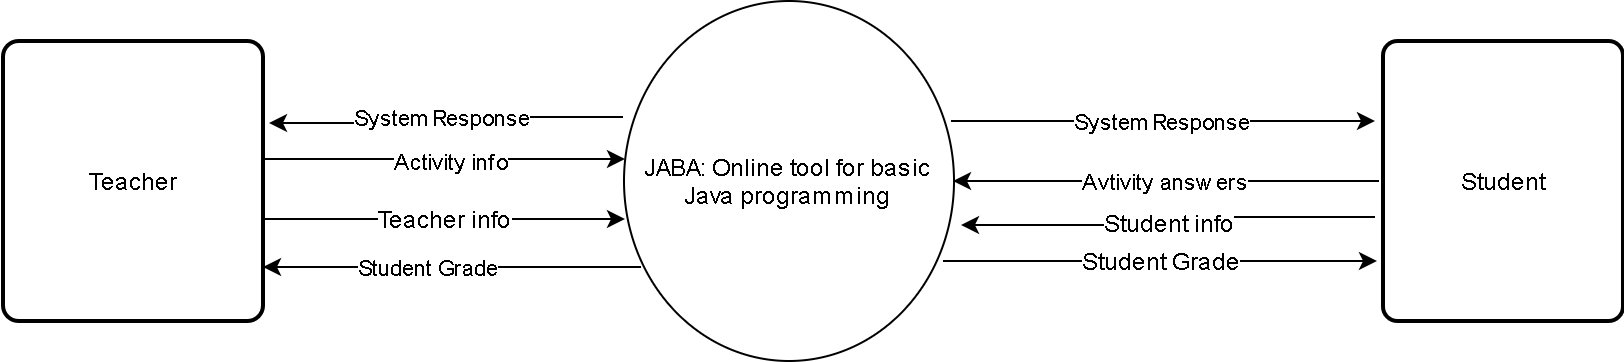 Teacher
System Response
Activity info
Teacher info
Student Grade
JABA: Online tool for basic
Java programming
System Response
Avtivity answers
Student info
Student Grade
Student